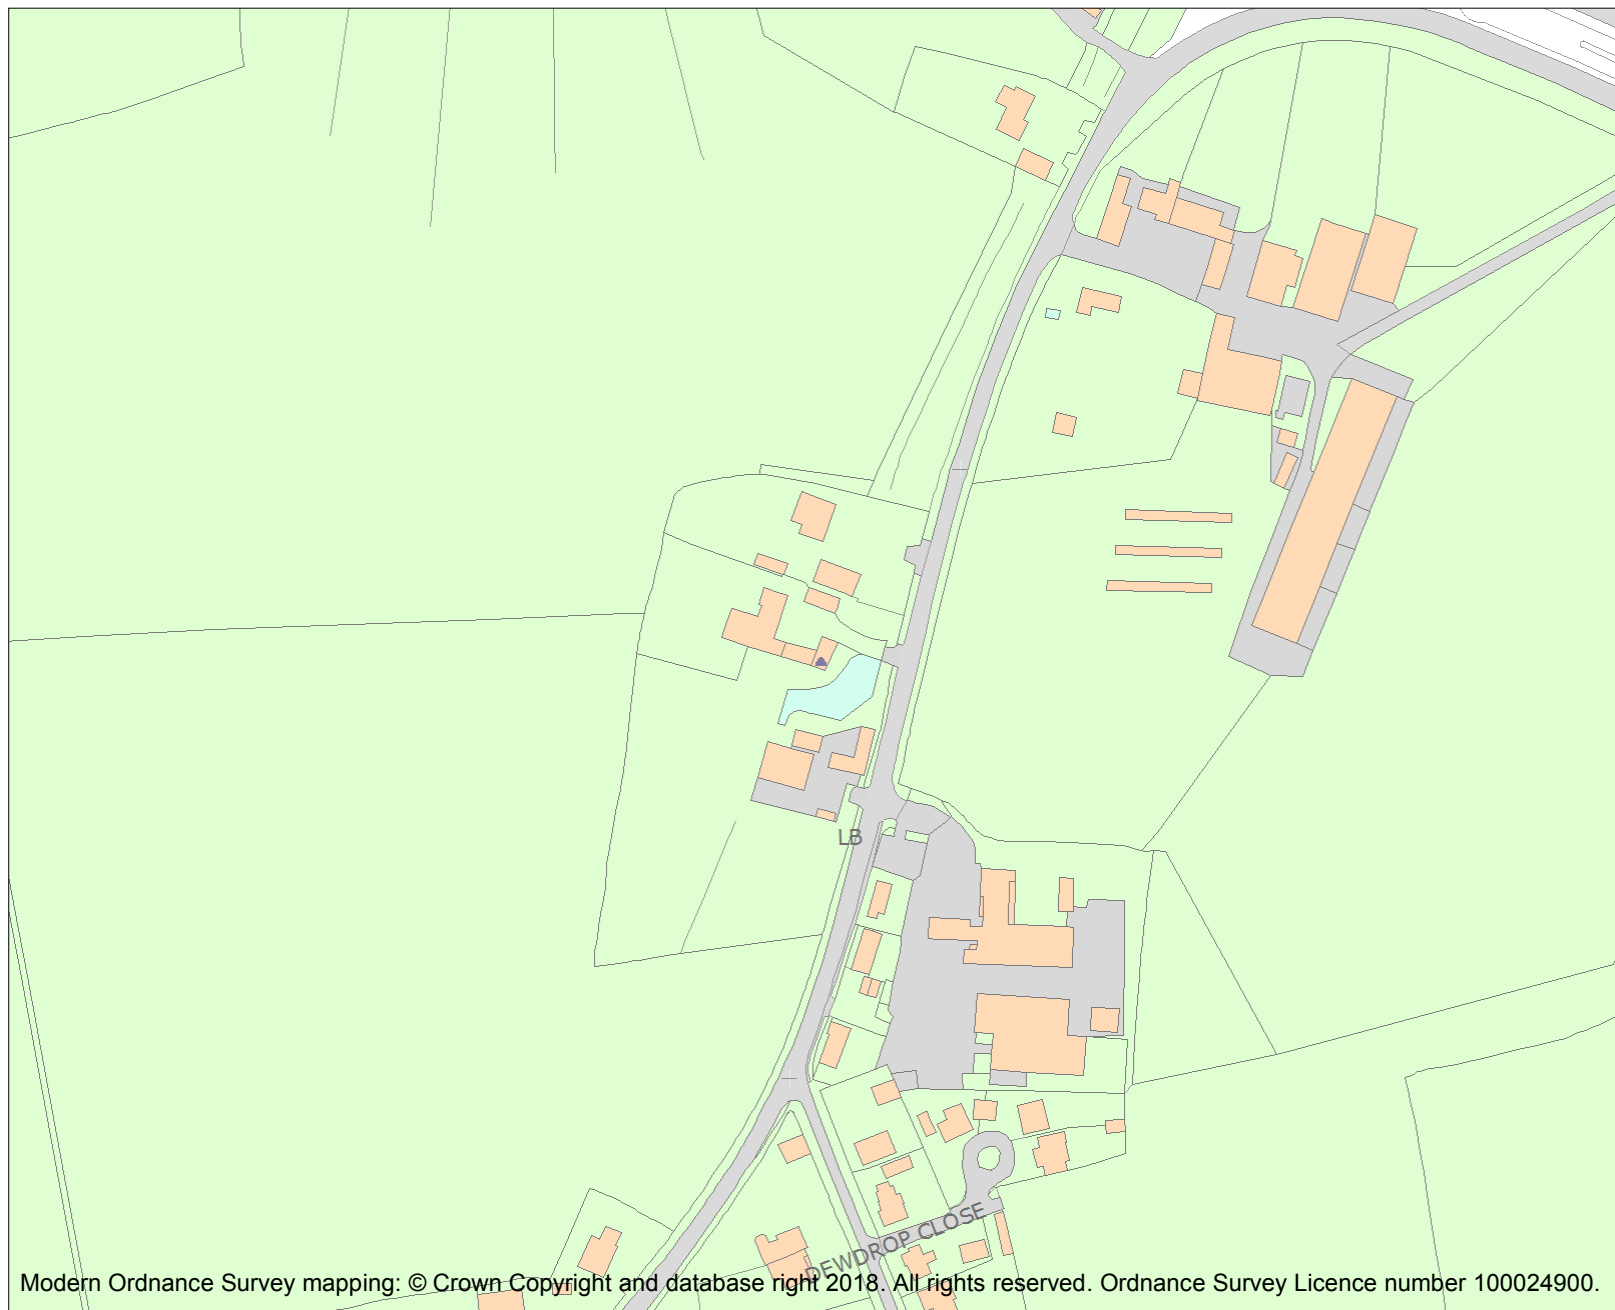 LB
DEWDROP CLOSE
Modern Ordnance Survey mapping: © Crown Copyright and database right 2018. All rights reserved. Ordnance Survey Licence number 100024900.